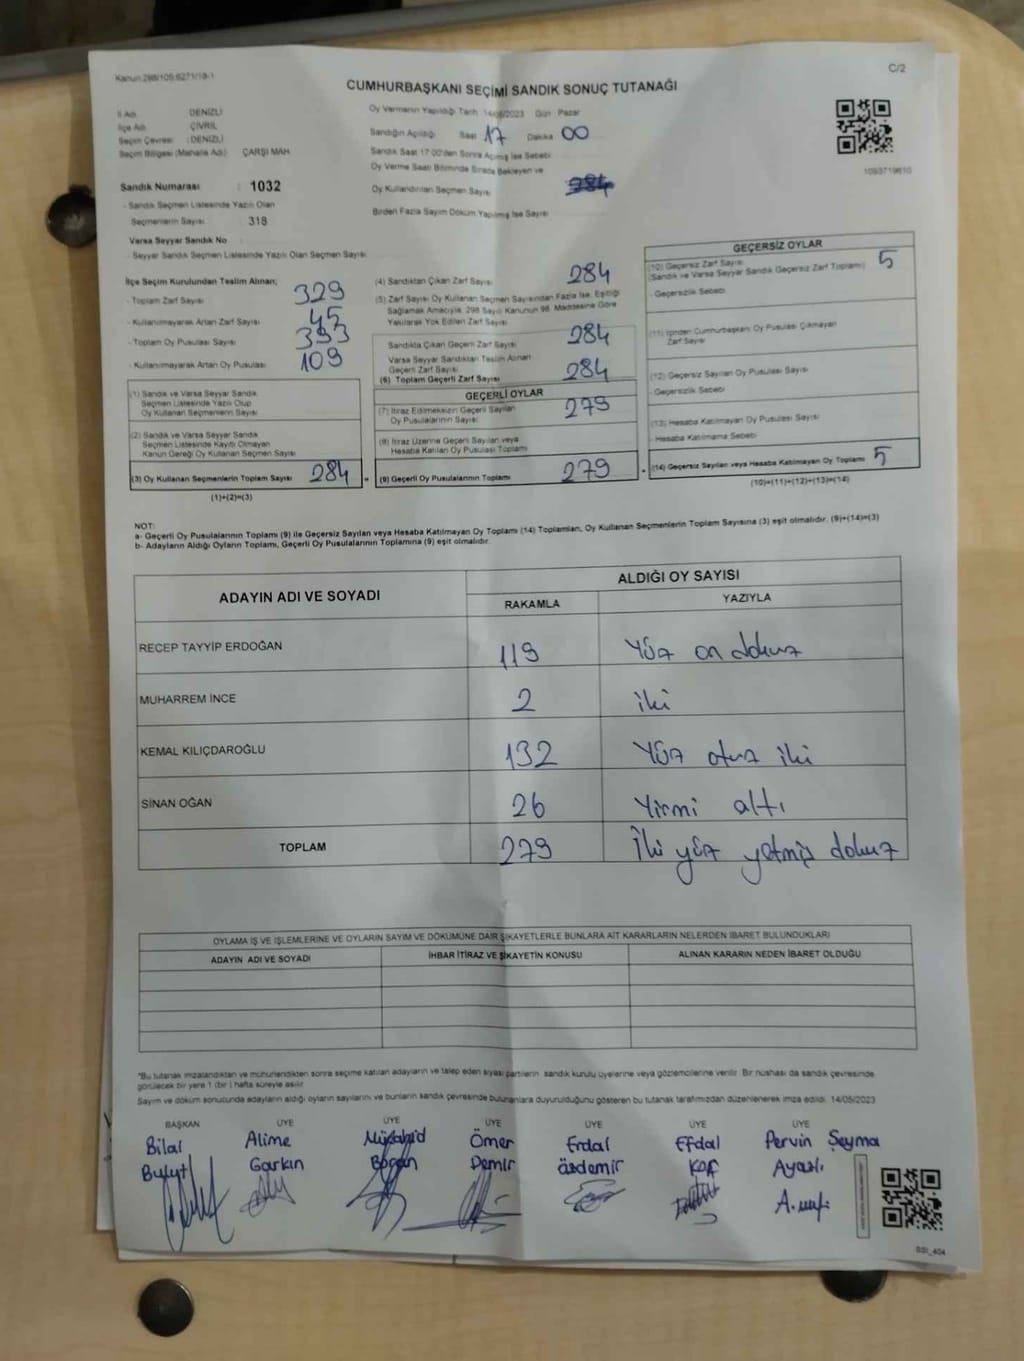 Kanun:298/105;6271/18-1
C/2
CUMHURBAŞKANI SEÇİMİ SANDIK SONUÇ TUTANAĞI
İl Adı DENİZLİ
İlçe Adı ÇİVRİL
Seçim Çevresi : DENİZLİ
Seçim Bölgesi (Mahalle Adı) ÇARŞI MAH.
Oy Vermenin Yapıldığı Tarih 14/05/2023 Gün : Pazar
Sandığın Açıldığı Saat 17 Dakika 00
Sandık Saat 17:00'den Sonra Açılmış İse Sebebi
Oy Verme Saati Bitiminde Sırada Bekleyen ve
Oy Kullandırılan Seçmen Sayısı
Birden Fazla Sayım Döküm Yapılmış İse Sayısı
1093719610
Sandık Numarası : 1032
- Sandık Seçmen Listesinde Yazılı Olan
Seçmenlerin Sayısı 318
Varsa Seyyar Sandık No
- Seyyar Sandık Seçmen Listesinde Yazılı Olan Seçmen Sayısı
İlçe Seçim Kurulundan Teslim Alınan;
- Toplam Zarf Sayısı 329
- Kullanılmayarak Artan Zarf Sayısı 45
- Toplam Oy Pusulası Sayısı 393
- Kullanılmayarak Artan Oy Pusulası 109
(1) Sandık ve Varsa Seyyar Sandık
Seçmen Listesinde Yazılı Olup
Oy Kullanan Seçmenlerin Sayısı
(2) Sandık ve Varsa Seyyar Sandık
Seçmen Listesinde Kayıtlı Olmayan
Kanun Gereği Oy Kullanan Seçmen Sayısı
(3) Oy Kullanan Seçmenlerin Toplam Sayısı 284
(1)+(2)=(3)
(4) Sandıktan Çıkan Zarf Sayısı 284
(5) Zarf Sayısı Oy Kullanan Seçmen Sayısından Fazla İse, Eşitliği
Sağlamak Amacıyla, 298 Sayılı Kanunun 98. Maddesine Göre
Yakılarak Yok Edilen Zarf Sayısı
Sandıkta Çıkan Geçerli Zarf Sayısı 284
Varsa Seyyar Sandıktan Teslim Alınan
Geçerli Zarf Sayısı
(6) Toplam Geçerli Zarf Sayısı 284
GEÇERLİ OYLAR
(7) İtiraz Edilmeksizin Geçerli Sayılan
Oy Pusulalarının Sayısı 279
(8) İtiraz Üzerine Geçerli Sayılan veya
Hesaba Katılan Oy Pusulası Toplamı
(9) Geçerli Oy Pusulalarının Toplamı 279
GEÇERSİZ OYLAR
(10) Geçersiz Zarf Sayısı
(Sandık ve Varsa Seyyar Sandık Geçersiz Zarf Toplamı) 5
- Geçersizlik Sebebi
(11) İçinden Cumhurbaşkanı Oy Pusulası Çıkmayan
Zarf Sayısı
(12) Geçersiz Sayılan Oy Pusulası Sayısı
- Geçersizlik Sebebi
(13) Hesaba Katılmayan Oy Pusulası Sayısı
- Hesaba Katılmama Sebebi
(14) Geçersiz Sayılan veya Hesaba Katılmayan Oy Toplamı 5
(10)+(11)+(12)+(13)=(14)
NOT:
a- Geçerli Oy Pusulalarının Toplamı (9) ile Geçersiz Sayılan veya Hesaba Katılmayan Oy Toplamı (14) Toplamları, Oy Kullanan Seçmenlerin Toplam Sayısına (3) eşit olmalıdır. (9)+(14)=(3)
b- Adayların Aldığı Oyların Toplamı, Geçerli Oy Pusulalarının Toplamına (9) eşit olmalıdır.
ADAYIN ADI VE SOYADI
ALDIĞI OY SAYISI
RAKAMLA YAZIYLA
RECEP TAYYİP ERDOĞAN 119 Yüz on dokuz
MUHARREM İNCE 2 iki
KEMAL KILIÇDAROĞLU 132 Yüz otuz iki
SİNAN OĞAN 26 Yirmi altı
TOPLAM 279 İki yüz yetmiş dokuz
OYLAMA İŞ VE İŞLEMLERİNE VE OYLARIN SAYIM VE DÖKÜMÜNE DAİR ŞİKAYETLERLE BUNLARA AİT KARARLARIN NELERDEN İBARET BULUNDUKLARI
ADAYIN ADI VE SOYADI İHBAR İTİRAZ VE ŞİKAYETİN KONUSU ALINAN KARARIN NEDEN İBARET OLDUĞU
*Bu tutanak imzalandıktan ve mühürlendikten sonra seçime katılan adayların ve talep eden siyasi partilerin sandık kurulu üyelerine veya gözlemcilerine verilir. Bir nüshası da sandık çevresinde
görülecek bir yere 1 (bir ) hafta süreyle asılır.
Sayım ve döküm sonucunda adayların aldığı oyların sayılarını ve bunların sandık çevresinde bulunanlara duyurulduğunu gösteren bu tutanak tarafımızdan düzenlenerek imza edildi. 14/05/2023
BAŞKAN ÜYE ÜYE ÜYE ÜYE ÜYE ÜYE
Bilal Alime Mücahid Ömer Erdal Efdal Pervin Şeyma
Bulut Garkın Boğan Demir özdemir Koç Ayazlı